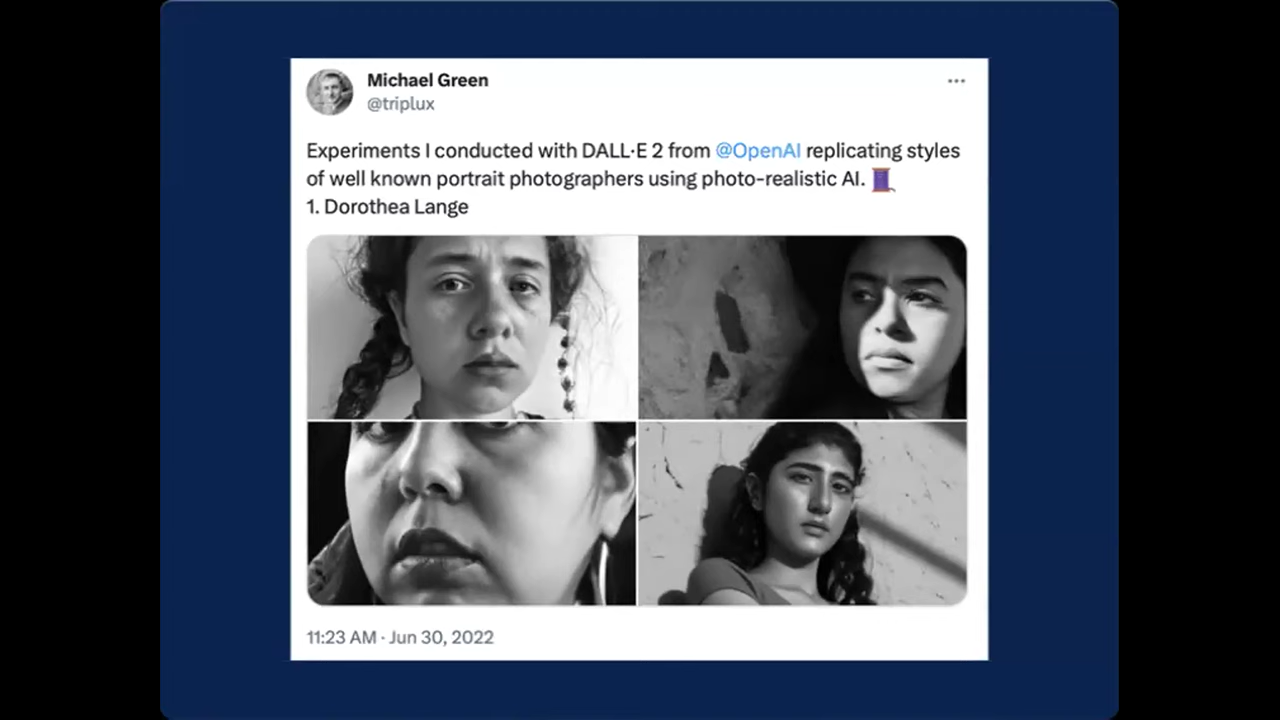 Michael Green
@triplux
Experiments I conducted with DALL·E 2 from @OpenAI replicating styles
of well known portrait photographers using photo-realistic AI. 🧵
1. Dorothea Lange
11:23 AM · Jun 30, 2022